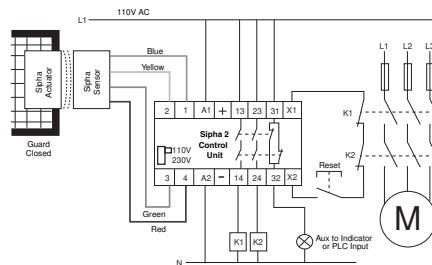 110V AC
L1
L1 L2 L3
Blue
Yellow
Sipha
Actuator
Sipha
Sensor
2 1 A1 + 13 23 31 X1
Sipha 2
Control
Unit
110V
230V
K1
K2
Guard
Closed
Reset
3 4 A2 – 14 24 32 X2
Green
Red
K1 K2
Aux to Indicator
or PLC Input
M
N